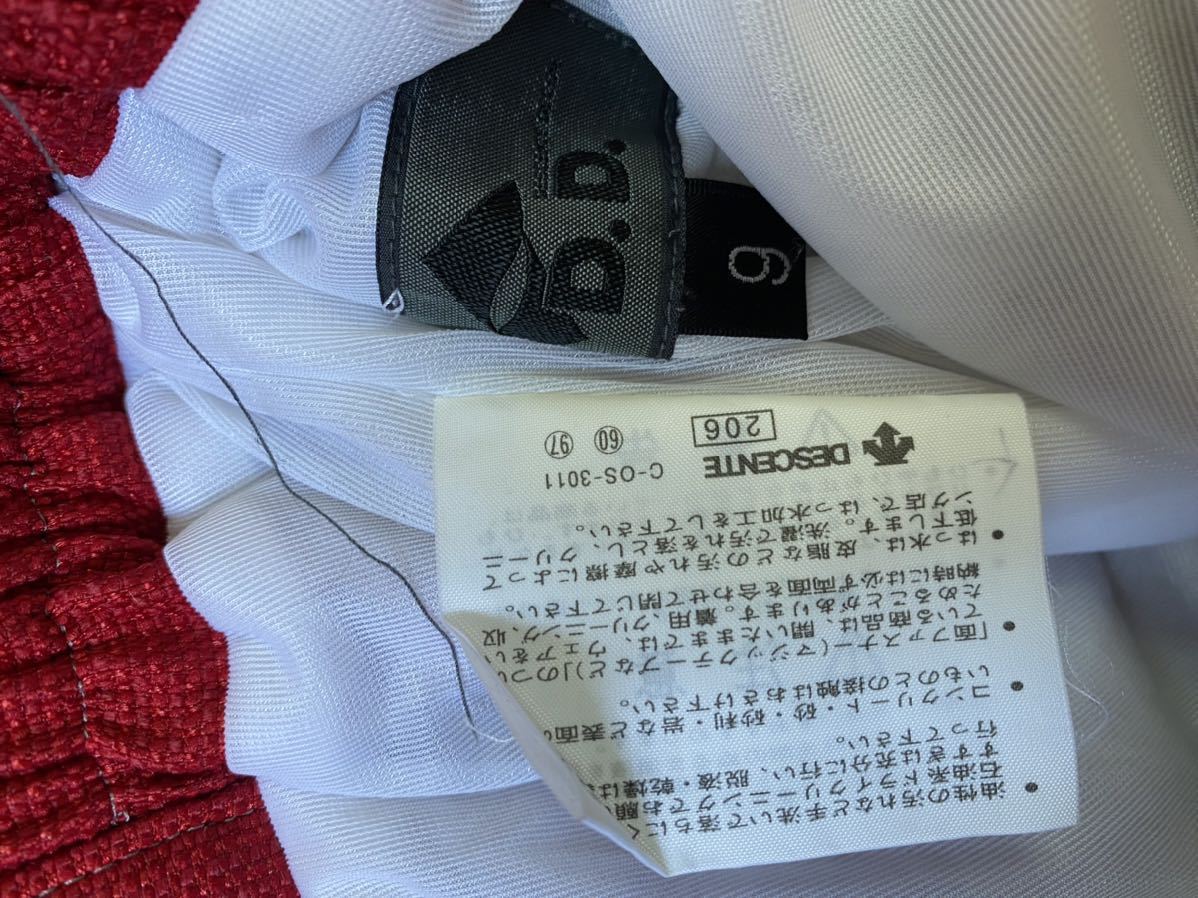 D.D.
9
• 油性の汚れなど手洗いで落ちにく
石油系ドライクリーニングでお願い
すすぎは充分に行い、脱液・乾燥は
行って下さい。
• コンクリート・砂・砂利・岩など表面
いものとの接触はおさけ下さい。
• 「面ファスナー(マジックテープなど)」のつい
ている商品は、開いたままでは、ウェアをい
ためることがあります。着用、クリーニング、収
納時には必ず両面を合わせて閉じて下さい。
• はっ水は、皮脂などの汚れや摩擦によって
低下します。洗濯で汚れを落とし、クリーニ
ング店で、はっ水加工をして下さい。
DESCENTE C-OS-3011
206 60 97